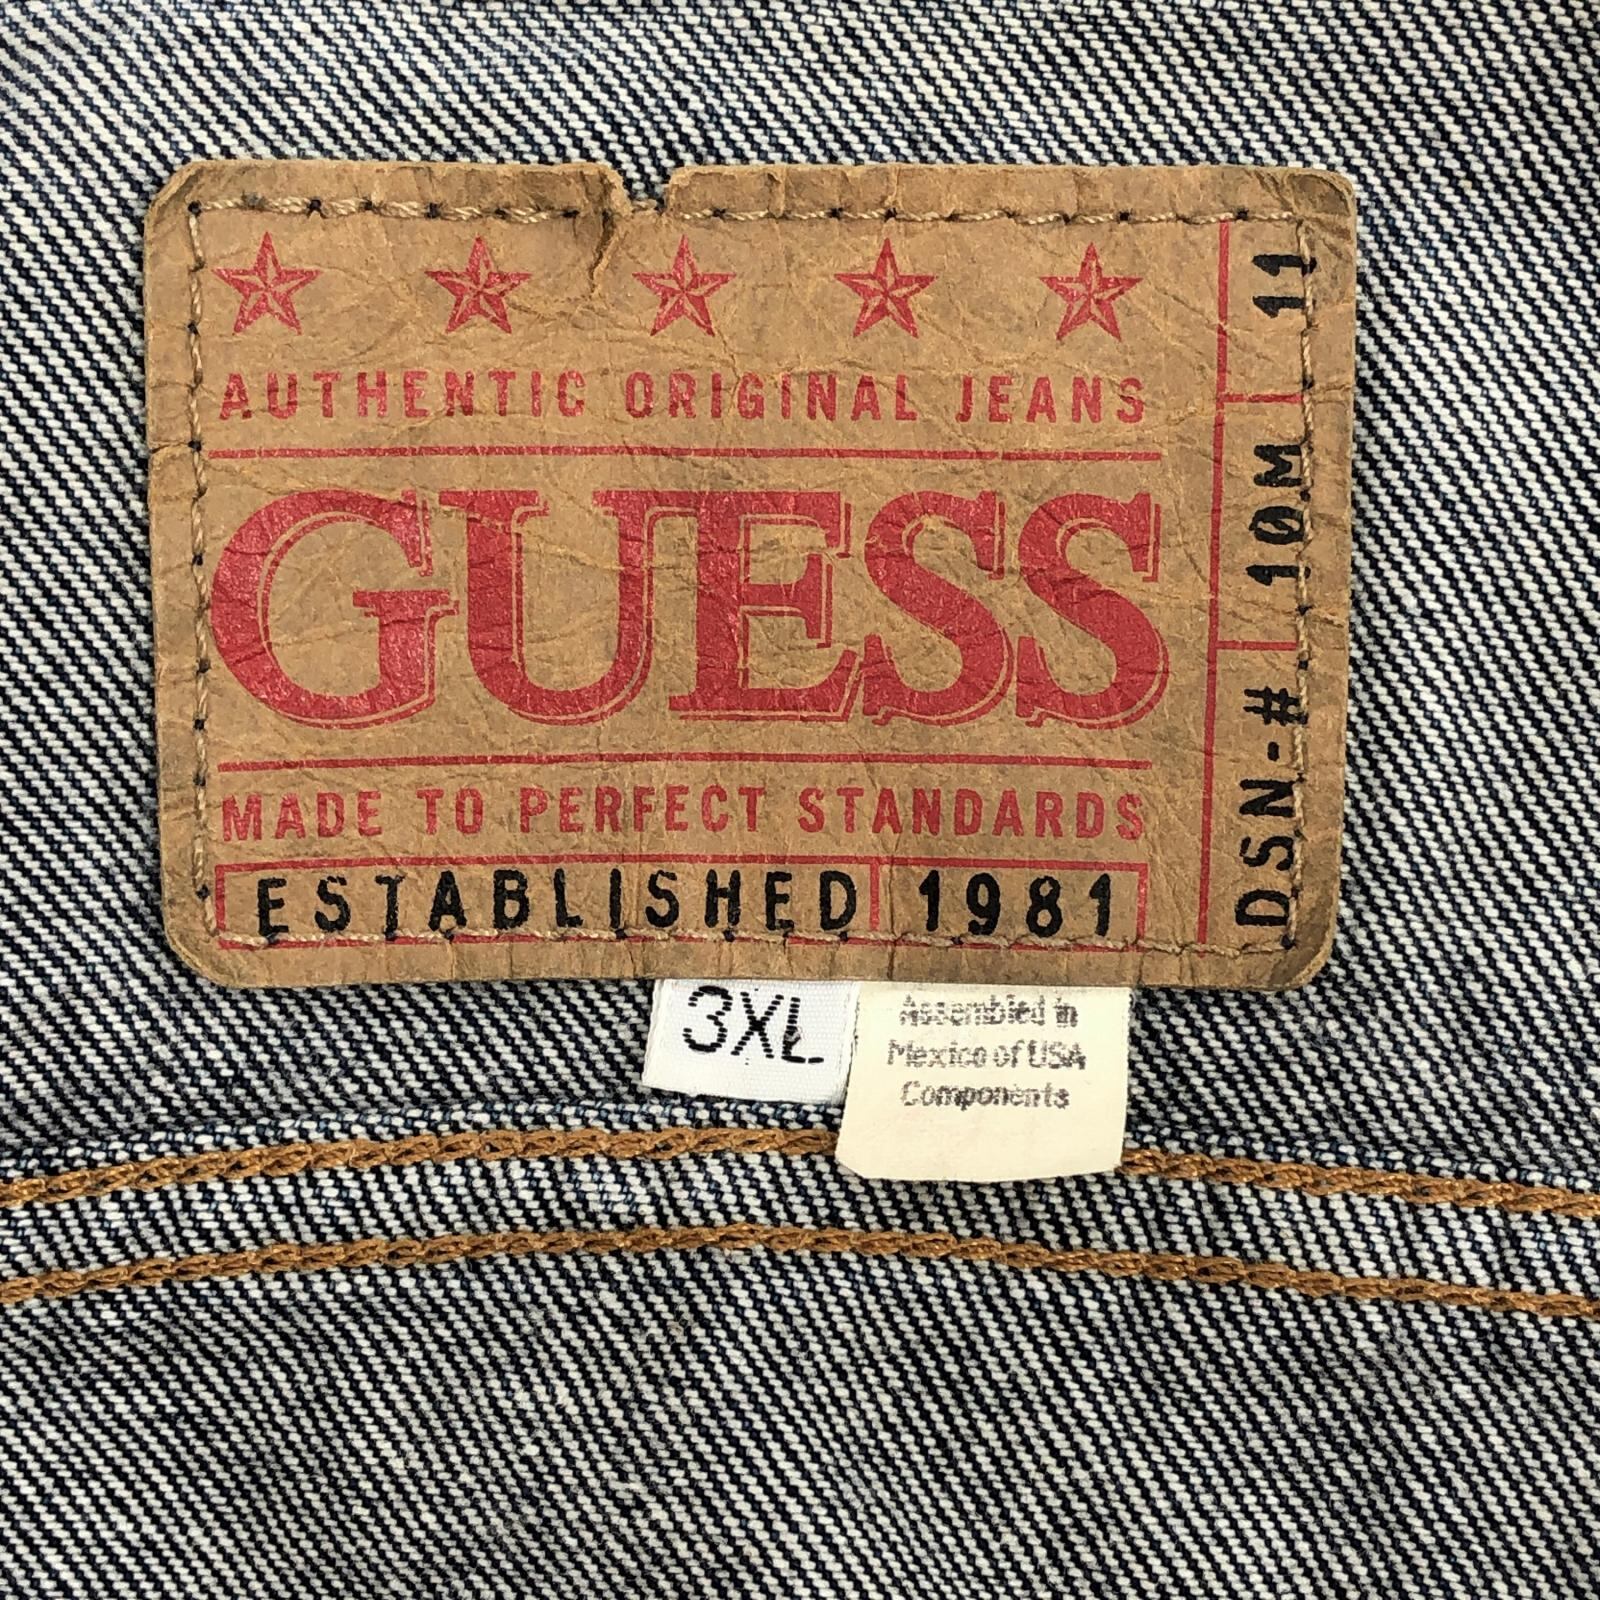 AUTHENTIC ORIGINAL JEANS
GUESS
MADE TO PERFECT STANDARDS
ESTABLISHED 1981
DSN-# 10M 11
3XL
Assembled in
Mexico of USA
Components